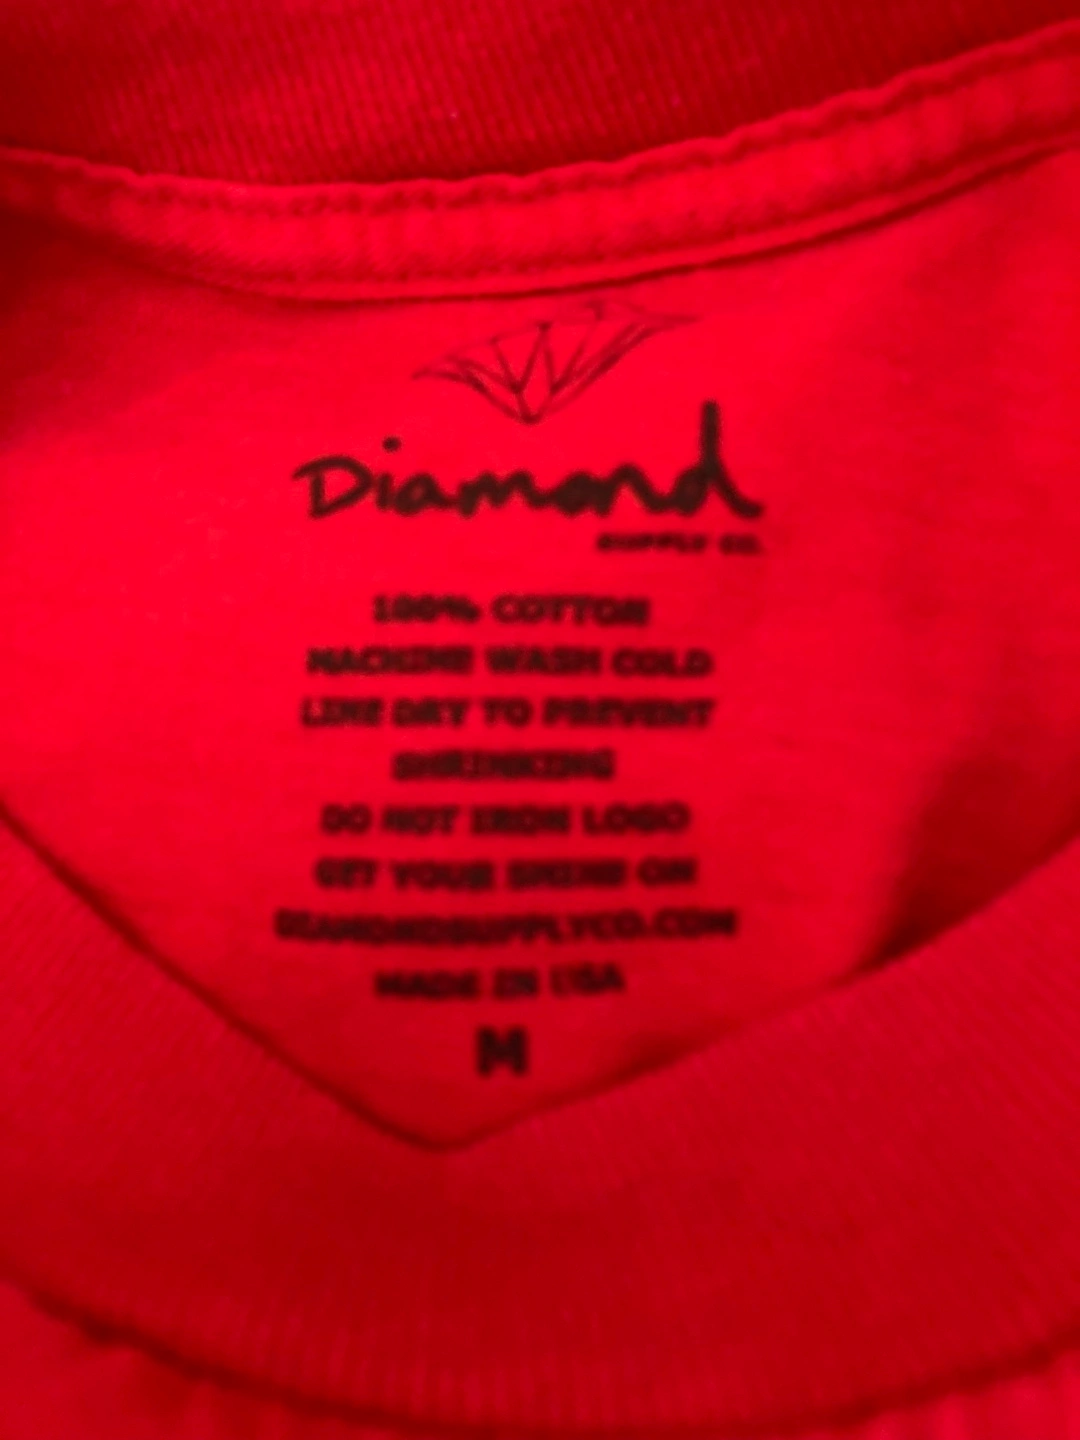 Diamond
SUPPLY CO.
100% COTTON
MACHINE WASH COLD
LINE DRY TO PREVENT
SHRINKING
DO NOT IRON LOGO
GET YOUR SHINE ON
DIAMONDSUPPLYCO.COM
MADE IN USA
M